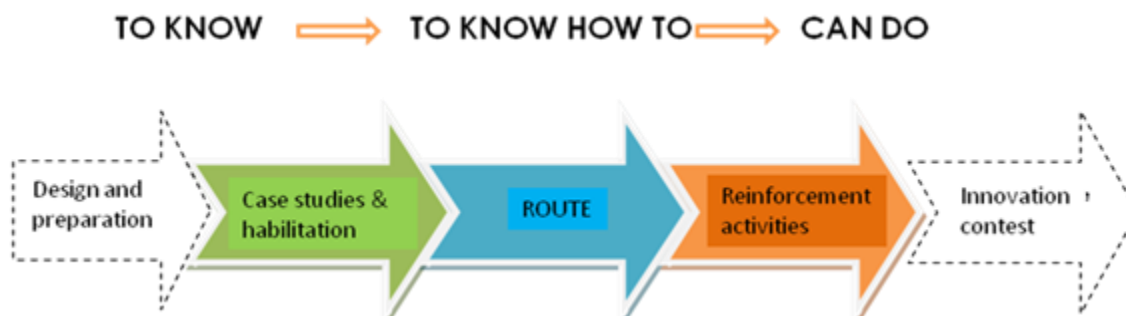 TO KNOW TO KNOW HOW TO CAN DO
Design and
preparation
Case studies &
habilitation
ROUTE
Reinforcement
activities
Innovation ,
contest